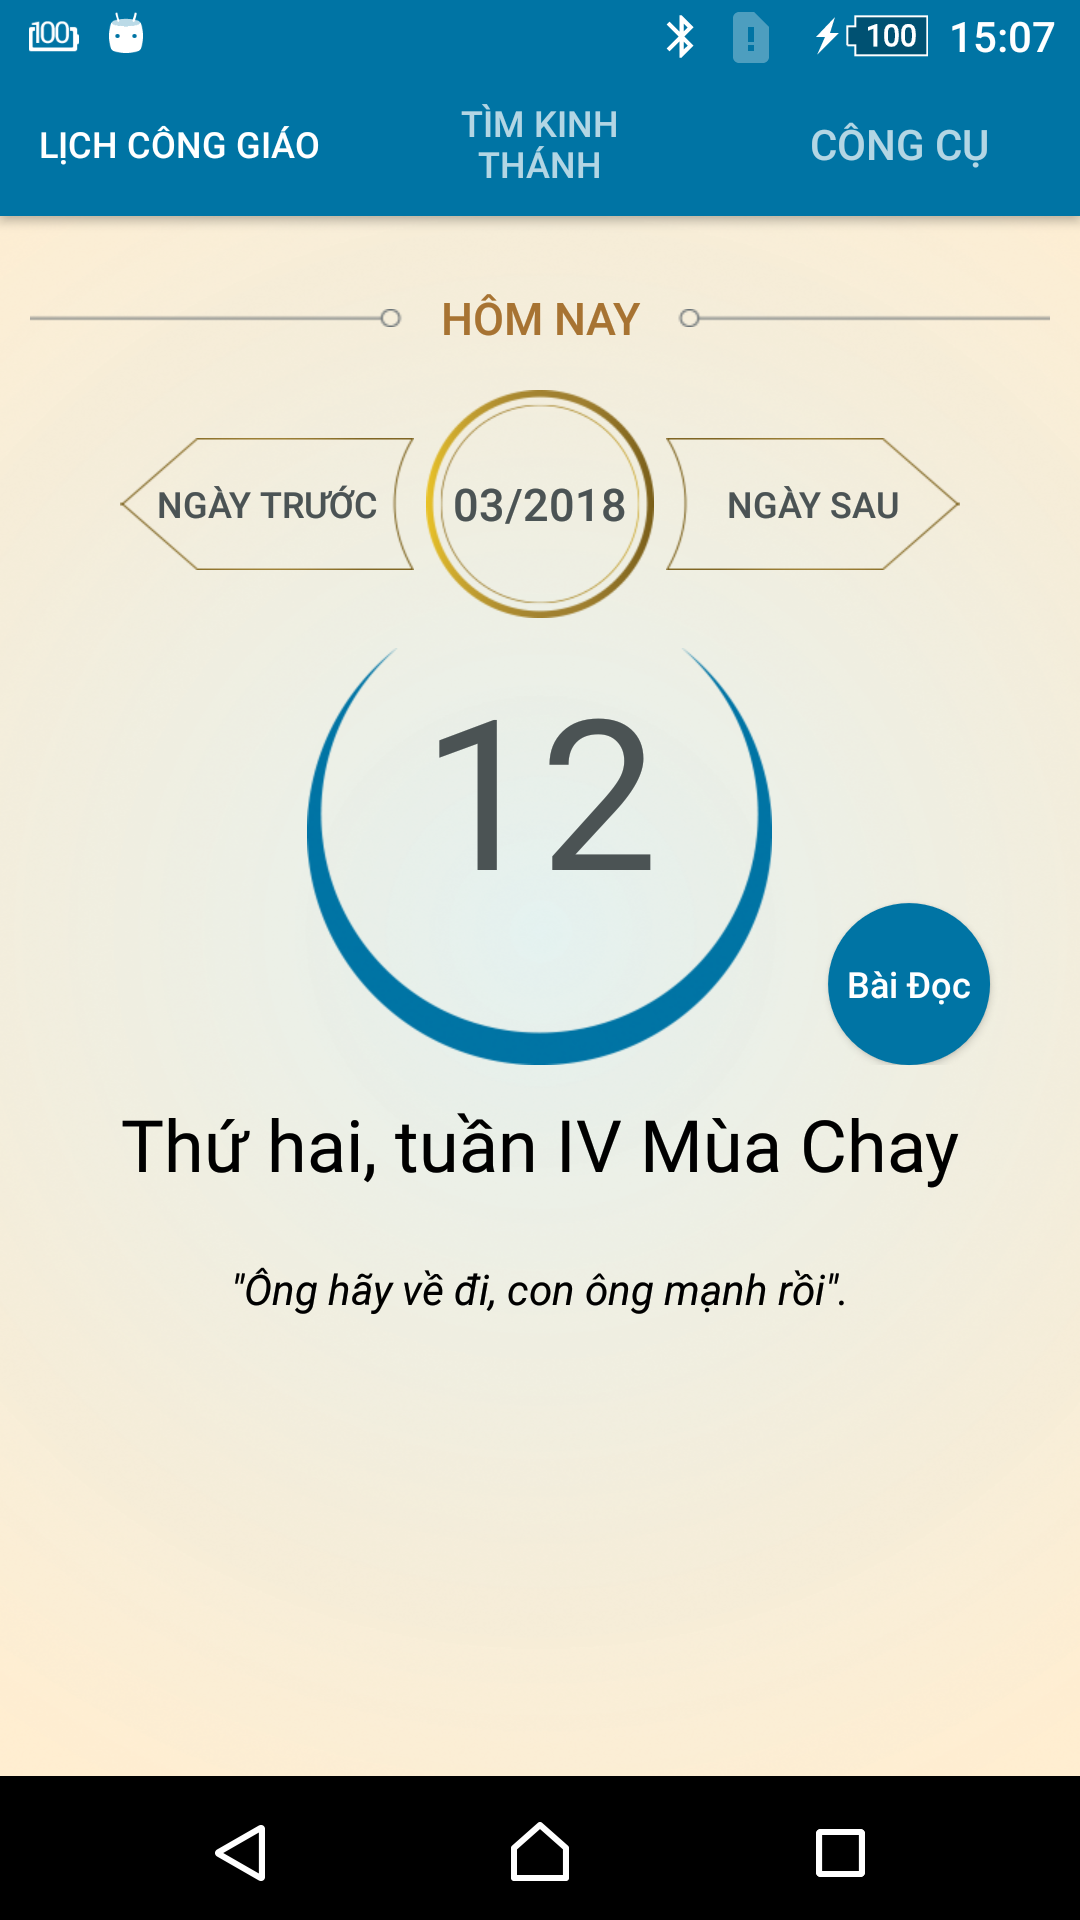 100
100
15:07
LỊCH CÔNG GIÁO
TÌM KINH
THÁNH
CÔNG CỤ
HÔM NAY
NGÀY TRƯỚC
03/2018
NGÀY SAU
12
Bài Đọc
Thứ hai, tuần IV Mùa Chay
"Ông hãy về đi, con ông mạnh rồi".